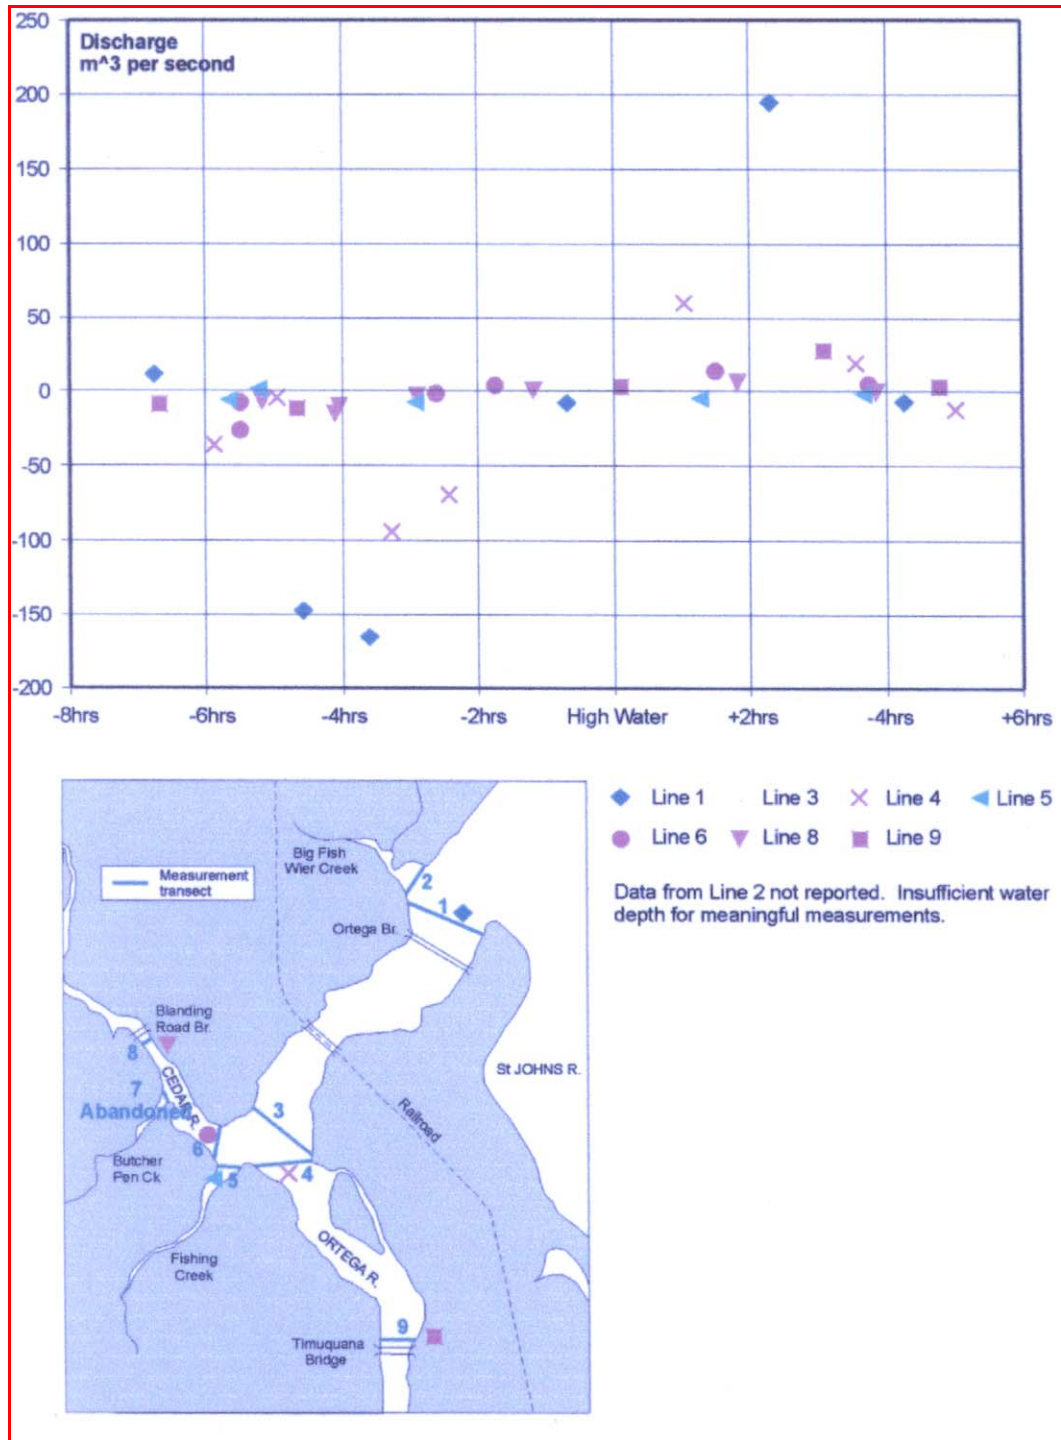 250
Discharge
m^3 per second
200
150
100
50
0
-50
-100
-150
-200
-8hrs -6hrs -4hrs -2hrs High Water +2hrs -4hrs +6hrs
Line 1 Line 3 Line 4 Line 5
Line 6 Line 8 Line 9
Data from Line 2 not reported. Insufficient water
depth for meaningful measurements.
Measurement
transect
Big Fish
Wier Creek
2
1
Ortega Br.
Blanding
Road Br.
8
CEDAR R.
7
Abandoned
St JOHNS R.
Railroad
3
6
Butcher
Pen Ck
5
4
Fishing
Creek
ORTEGA R.
9
Timuquana
Bridge